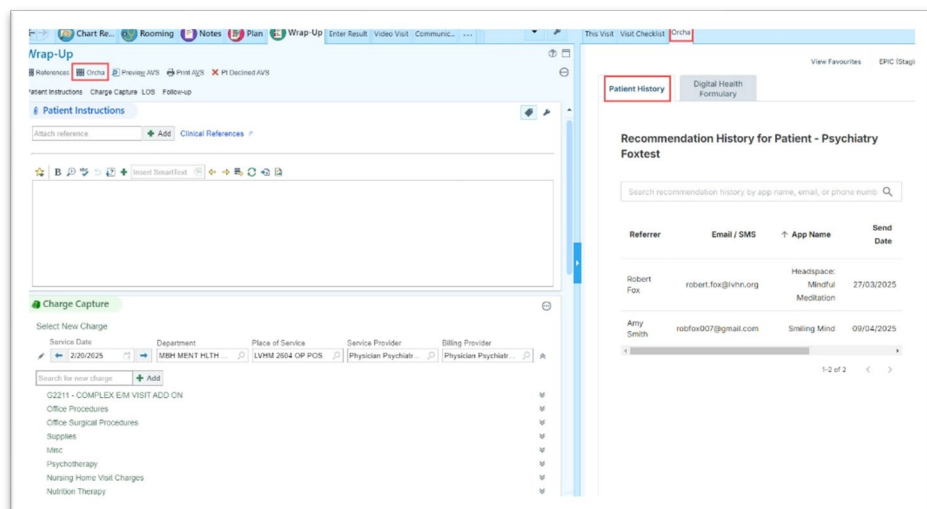 Chart Re... Rooming Notes Plan Wrap-Up Enter Result Video Visit Communic... ...
Wrap-Up
References Orcha Preview AVS Print AVS Pt Declined AVS
Patient Instructions Charge Capture LOS Follow-up
Patient Instructions
Attach reference Add Clinical References
B Insert SmartText
Charge Capture
Select New Charge
Service Date Department Place of Service Service Provider Billing Provider
2/20/2025 MBH MENT HLTH ... LVHM 2604 OP POS Physician Psychiatr... Physician Psychiatr...
Search for new charge Add
G2211 - COMPLEX E/M VISIT ADD ON
Office Procedures
Office Surgical Procedures
Supplies
Misc
Psychotherapy
Nursing Home Visit Charges
Nutrition Therapy
This Visit Visit Checklist Orcha
View Favourites EPIC (Stagi
Patient History
Digital Health
Formulary
Recommendation History for Patient - Psychiatry
Foxtest
Search recommendation history by app name, email, or phone numb
Referrer Email / SMS ↑ App Name Send
Date
Robert
Fox
robert.fox@lvhn.org
Headspace:
Mindful
Meditation
27/03/2025
Amy
Smith
robfox007@gmail.com
Smiling Mind
09/04/2025
1-2 of 2 < >